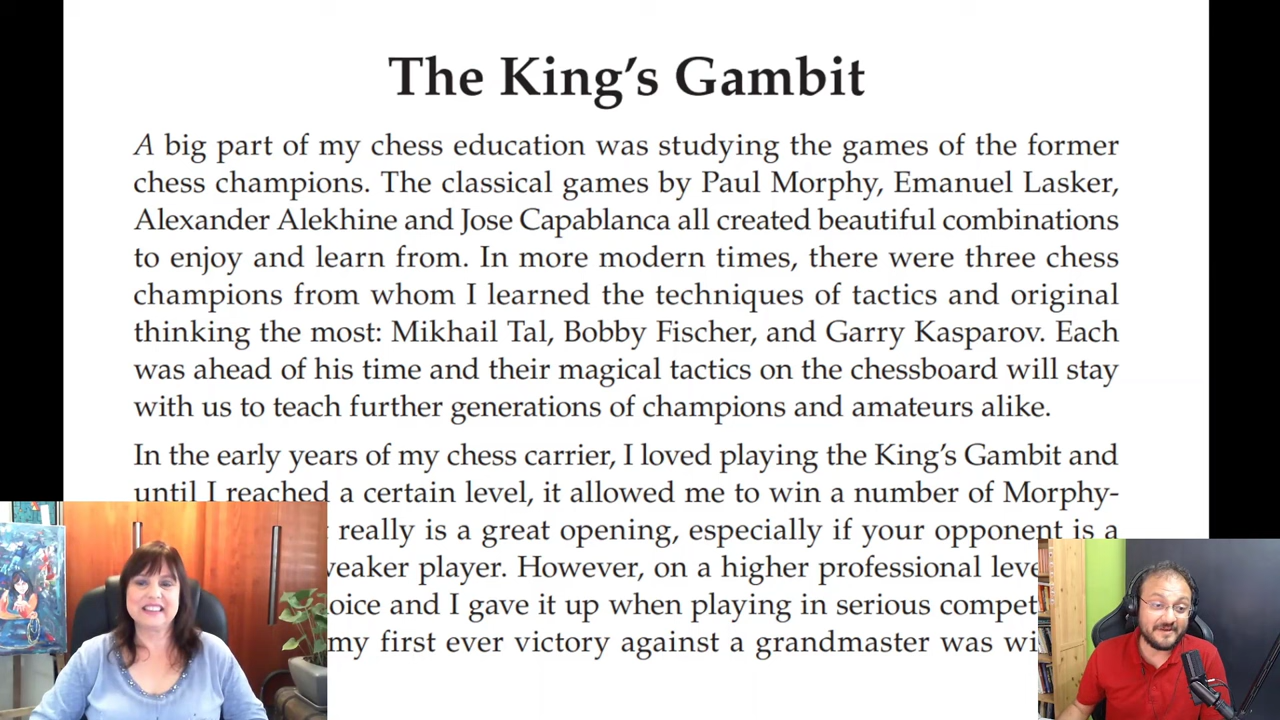 The King's Gambit
A big part of my chess education was studying the games of the former
chess champions. The classical games by Paul Morphy, Emanuel Lasker,
Alexander Alekhine and Jose Capablanca all created beautiful combinations
to enjoy and learn from. In more modern times, there were three chess
champions from whom I learned the techniques of tactics and original
thinking the most: Mikhail Tal, Bobby Fischer, and Garry Kasparov. Each
was ahead of his time and their magical tactics on the chessboard will stay
with us to teach further generations of champions and amateurs alike.
In the early years of my chess carrier, I loved playing the King's Gambit and
until I reached a certain level, it allowed me to win a number of Morphy-
really is a great opening, especially if your opponent is a
weaker player. However, on a higher professional
and I gave it up when playing in serious
my first ever victory against a grandmaster was